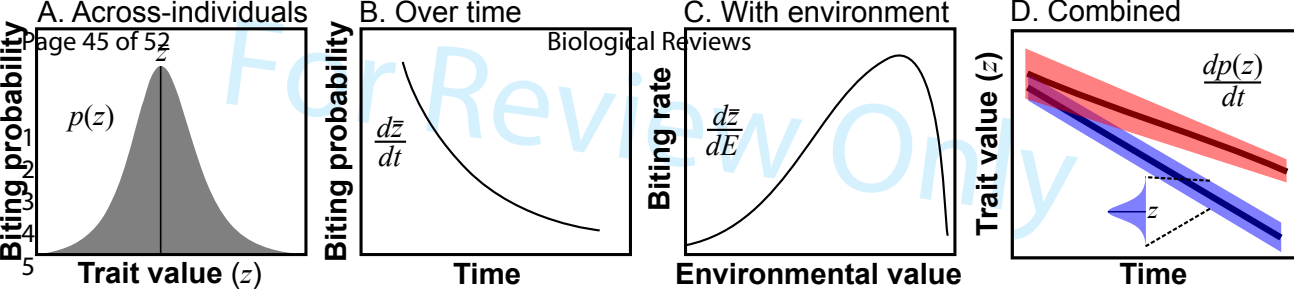 A. Across-individuals
B. Over time
C. With environment
D. Combined
Page 45 of 52
Biological Reviews
For Review Only
Biting probability
z̄
p(z)
1
2
3
4
5
Trait value (z)
Biting probability
dz̄
dt
Time
Biting rate
dz̄
dE
Environmental value
Trait value (z)
dp(z)
dt
z
Time